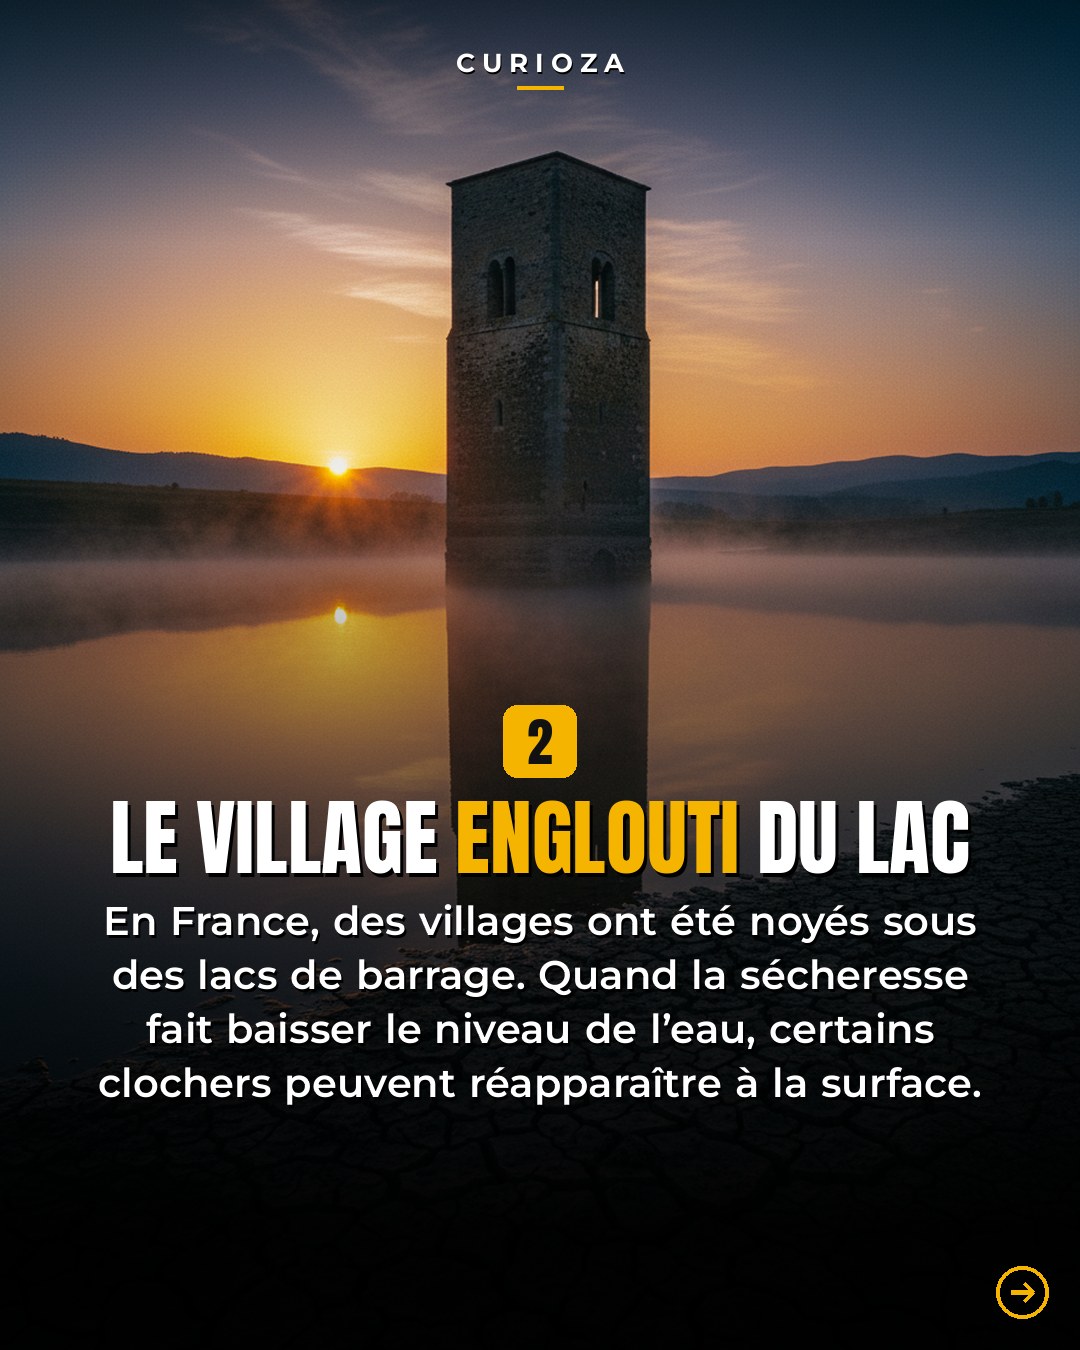 CURIOZA
2
LE VILLAGE ENGLOUTI DU LAC
En France, des villages ont été noyés sous
des lacs de barrage. Quand la sécheresse
fait baisser le niveau de l’eau, certains
clochers peuvent réapparaître à la surface.